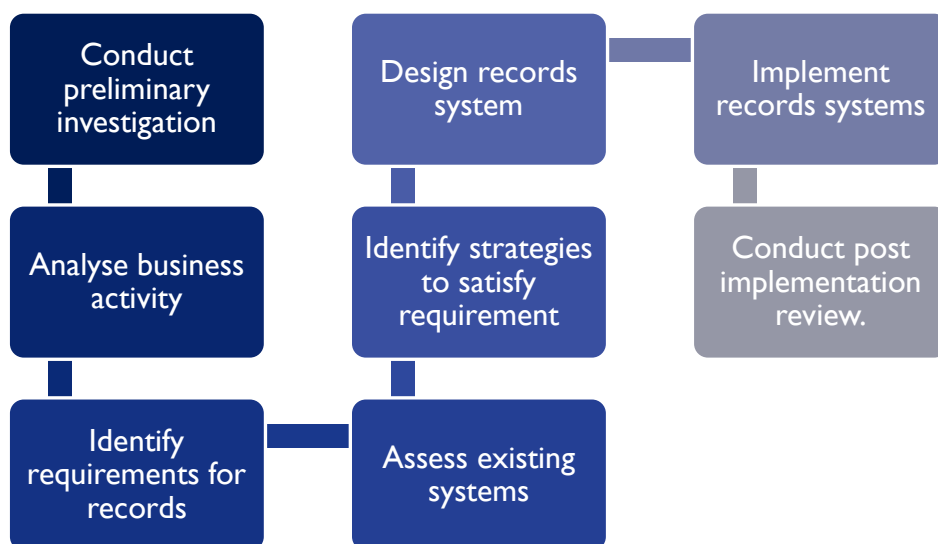 Conduct
preliminary
investigation
Analyse business
activity
Identify
requirements for
records
Assess existing
systems
Identify strategies
to satisfy
requirement
Design records
system
Implement
records systems
Conduct post
implementation
review.